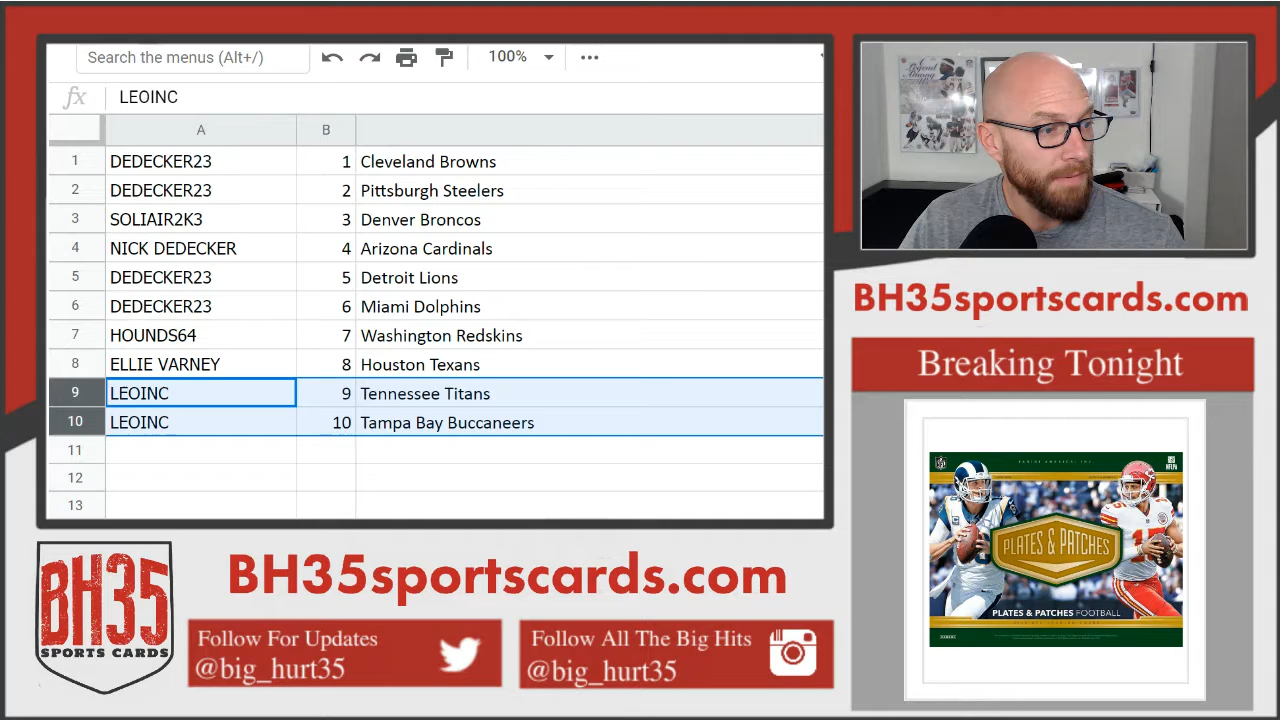 Search the menus (Alt+/)
100%
fx
LEOINC
A
B
1 DEDECKER23 1 Cleveland Browns
2 DEDECKER23 2 Pittsburgh Steelers
3 SOLIAIR2K3 3 Denver Broncos
4 NICK DEDECKER 4 Arizona Cardinals
5 DEDECKER23 5 Detroit Lions
6 DEDECKER23 6 Miami Dolphins
7 HOUNDS64 7 Washington Redskins
8 ELLIE VARNEY 8 Houston Texans
9 LEOINC 9 Tennessee Titans
10 LEOINC 10 Tampa Bay Buccaneers
11
12
13
BH35sportscards.com
Breaking Tonight
PLATES & PATCHES
PLATES & PATCHES FOOTBALL
BH35
SPORTS CARDS
BH35sportscards.com
Follow For Updates
@big_hurt35
Follow All The Big Hits
@big_hurt35